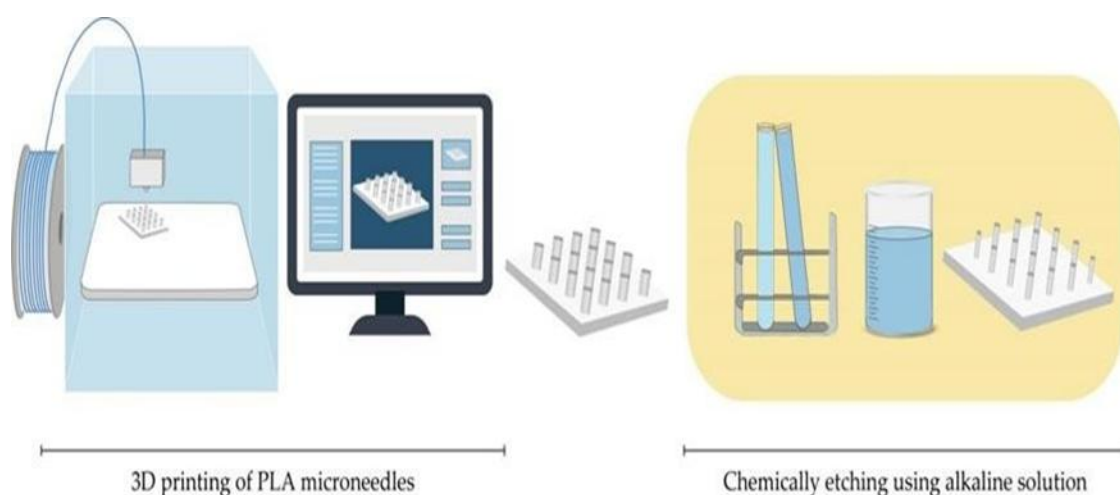 3D printing of PLA microneedles
Chemically etching using alkaline solution